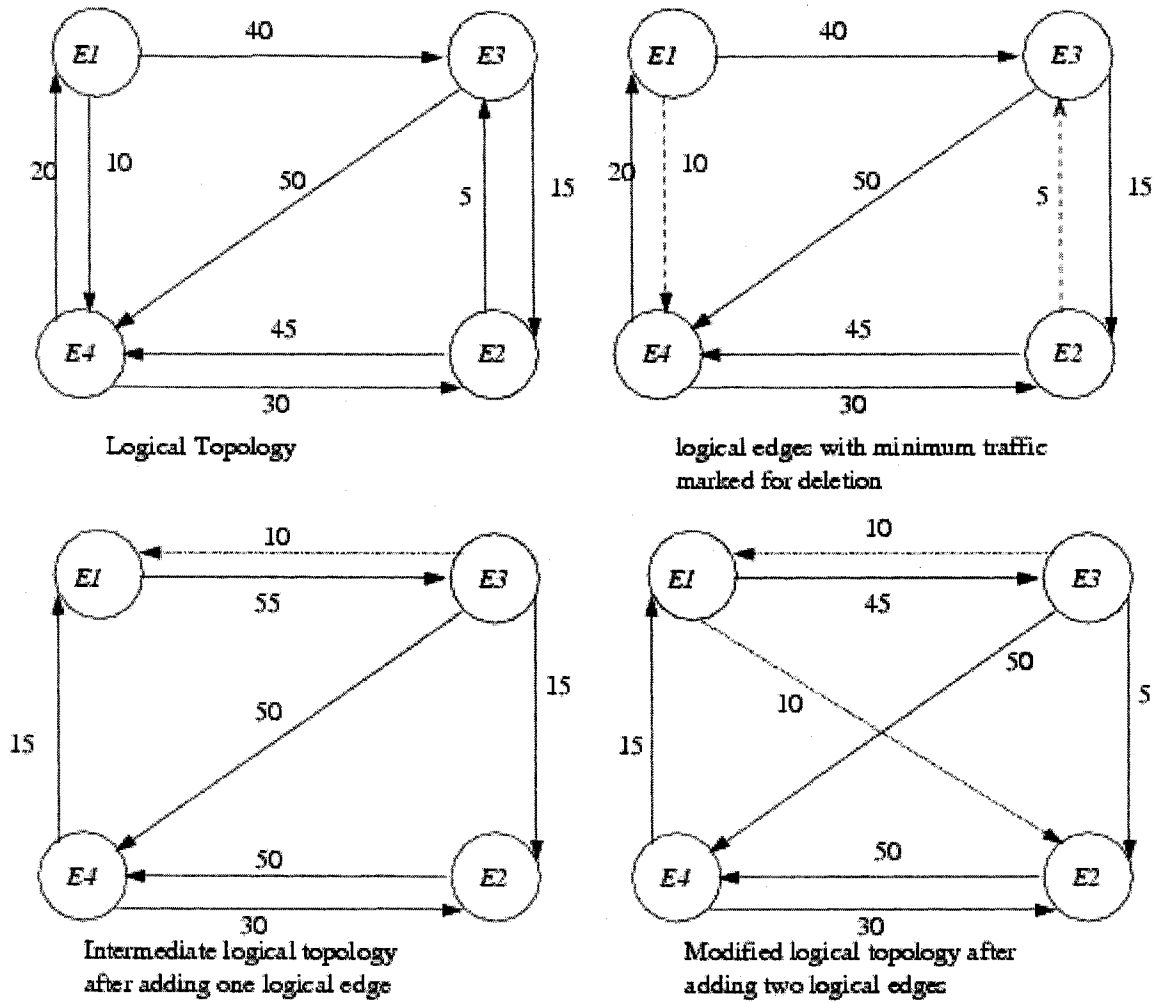 E1
40
E3
20
10
50
5
15
E4
45
E2
30
Logical Topology
E1
40
E3
20
10
50
5
15
E4
45
E2
30
logical edges with minimum traffic
marked for deletion
10
E1
55
E3
15
50
15
E4
50
E2
30
Intermediate logical topology
after adding one logical edge
10
E1
45
E3
50
10
5
15
E4
50
E2
30
Modified logical topology after
adding two logical edges